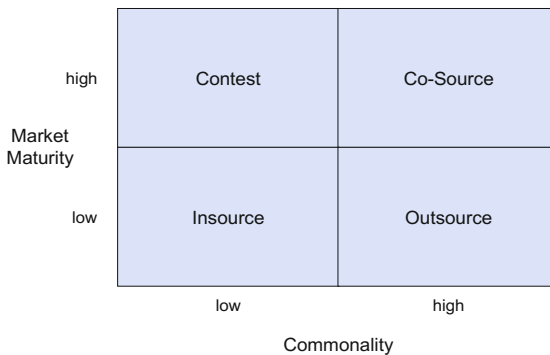 high
Contest
Co-Source
Market
Maturity
low
Insource
Outsource
low
high
Commonality